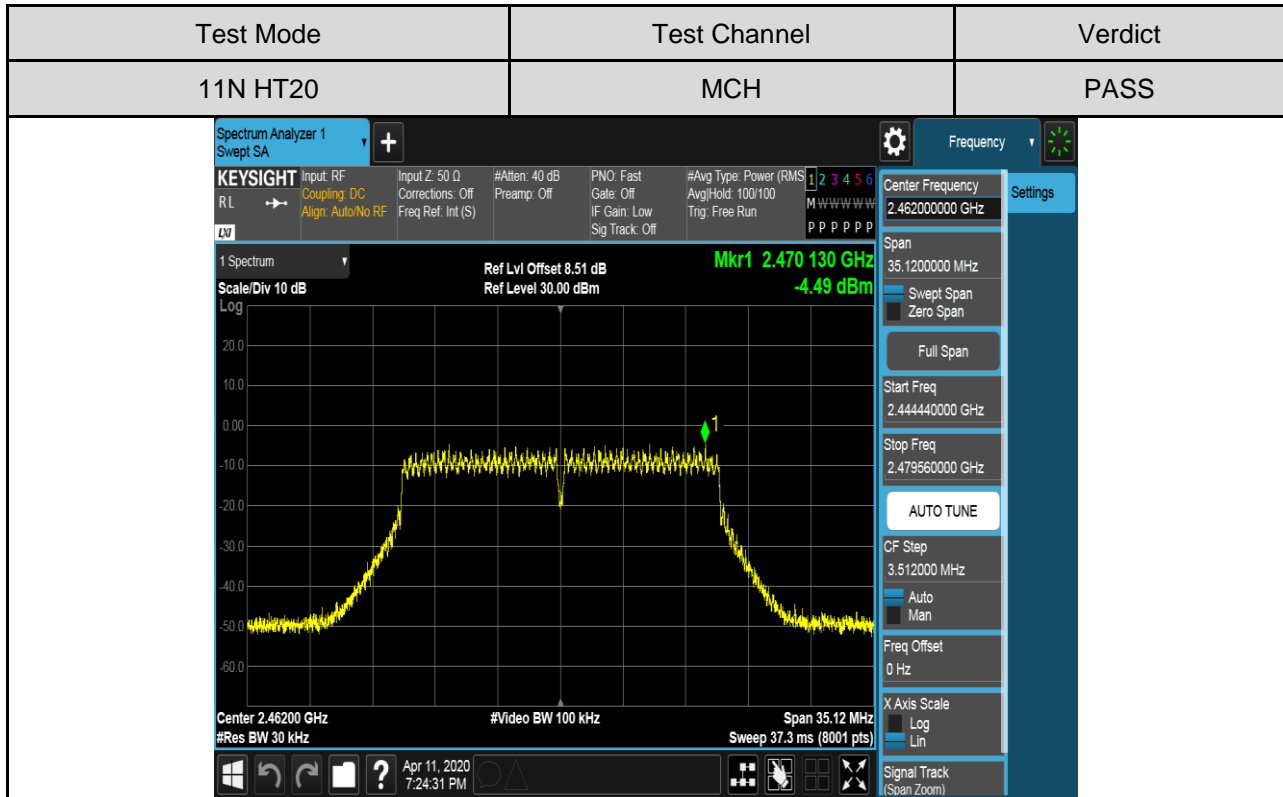 Test Mode Test Channel Verdict
11N HT20 MCH PASS
Spectrum Analyzer 1
Swept SA
Frequency
KEYSIGHT
RL
LXI
Input: RF
Coupling: DC
Align: Auto/No RF
Input Z: 50 Ω
Corrections: Off
Freq Ref: Int (S)
#Atten: 40 dB
Preamp: Off
PNO: Fast
Gate: Off
IF Gain: Low
Sig Track: Off
#Avg Type: Power (RMS
Avg|Hold: 100/100
Trig: Free Run
1 2 3 4 5 6
M W W W W W
P P P P P P
1 Spectrum
Scale/Div 10 dB
Ref Lvl Offset 8.51 dB
Ref Level 30.00 dBm
Mkr1 2.470 130 GHz
-4.49 dBm
Log
20.0
10.0
0.00
-10.0
-20.0
-30.0
-40.0
-50.0
-60.0
1
Center 2.46200 GHz
#Res BW 30 kHz
#Video BW 100 kHz
Span 35.12 MHz
Sweep 37.3 ms (8001 pts)
Apr 11, 2020
7:24:31 PM
Center Frequency
2.462000000 GHz
Settings
Span
35.1200000 MHz
Swept Span
Zero Span
Full Span
Start Freq
2.444440000 GHz
Stop Freq
2.479560000 GHz
AUTO TUNE
CF Step
3.512000 MHz
Auto
Man
Freq Offset
0 Hz
X Axis Scale
Log
Lin
Signal Track
(Span Zoom)